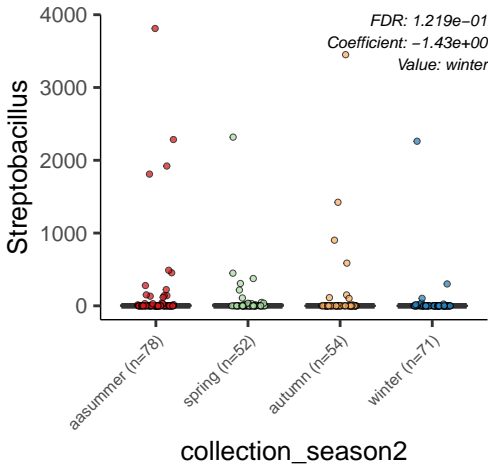 FDR: 1.219e−01
Coefficient: −1.43e+00
Value: winter
4000
3000
2000
1000
0
Streptobacillus
aasummer (n=78)
spring (n=52)
autumn (n=54)
winter (n=71)
collection_season2